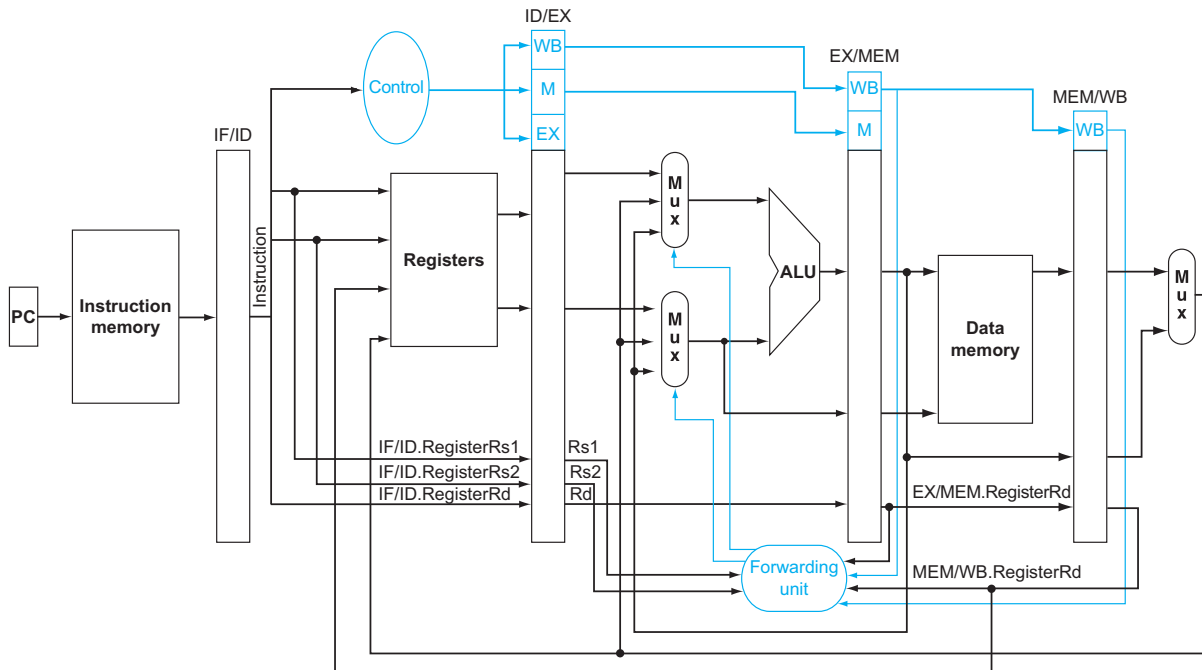 ID/EX
WB
EX/MEM
Control
M
WB
MEM/WB
IF/ID
EX
M
WB
M
u
x
Registers
Instruction
ALU
PC
Instruction
memory
M
u
x
Data
memory
M
u
x
IF/ID.RegisterRs1
Rs1
IF/ID.RegisterRs2
Rs2
IF/ID.RegisterRd
Rd
EX/MEM.RegisterRd
Forwarding
unit
MEM/WB.RegisterRd